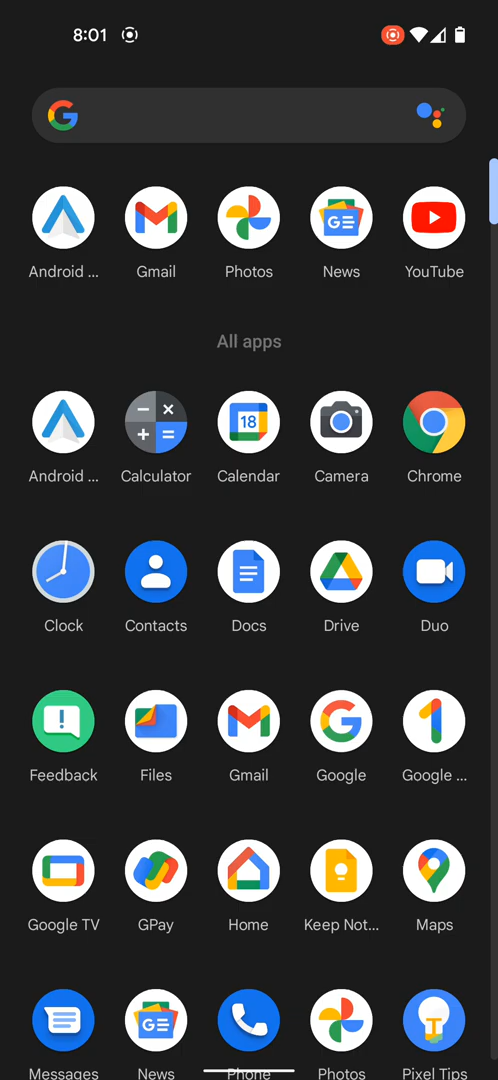 8:01
Android ... Gmail Photos News YouTube
All apps
18
Android ... Calculator Calendar Camera Chrome
Clock Contacts Docs Drive Duo
Feedback Files Gmail Google Google ...
Google TV GPay Home Keep Not... Maps
Messages News Phone Photos Pixel Tips